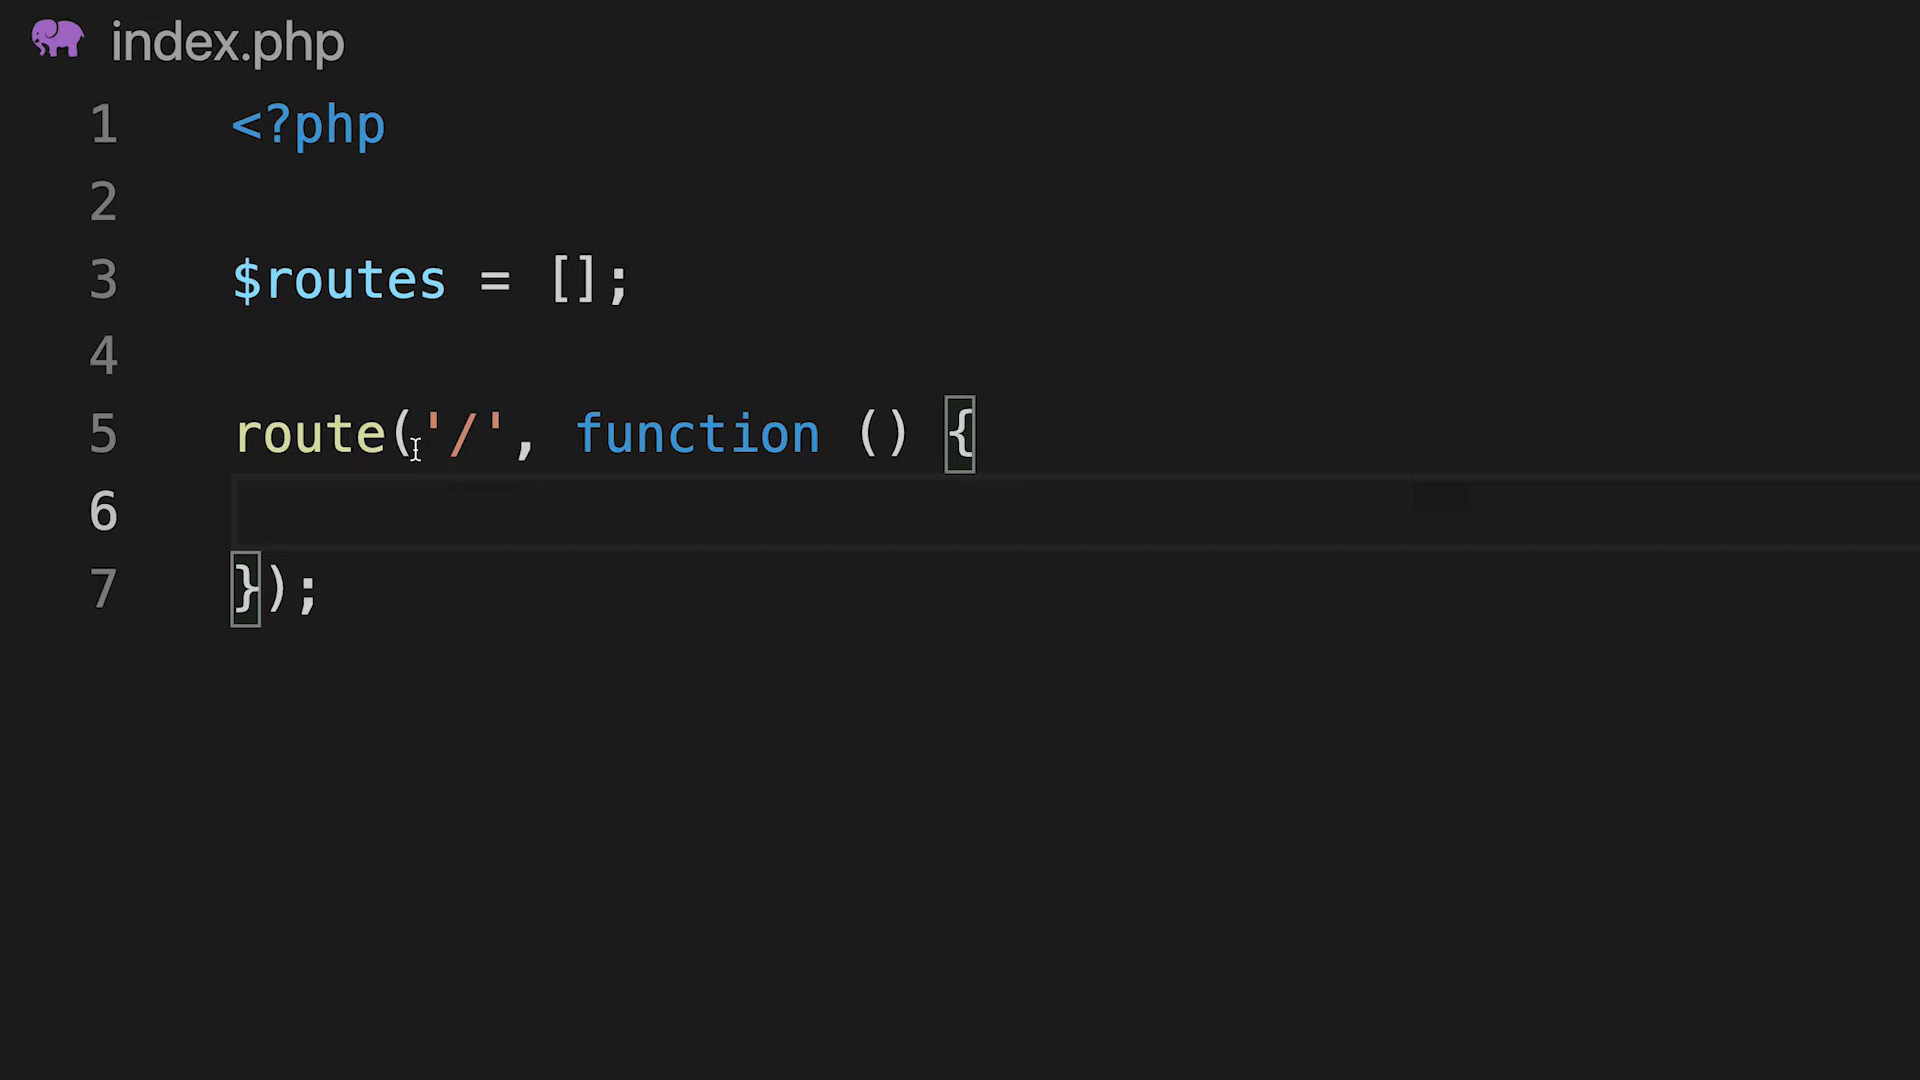 index.php
1 <?php
2
3 $routes = [];
4
5 route('/', function () {
6
7 });